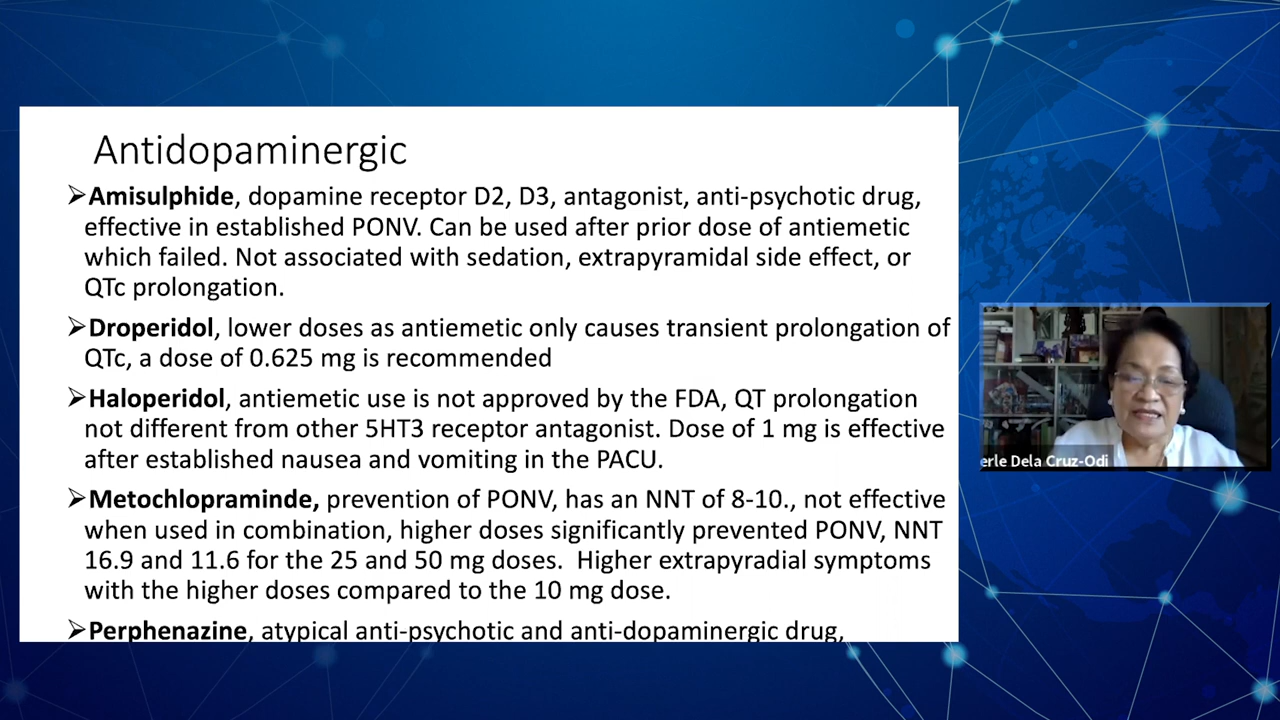 Antidopaminergic
➢Amisulphide, dopamine receptor D2, D3, antagonist, anti-psychotic drug,
effective in established PONV. Can be used after prior dose of antiemetic
which failed. Not associated with sedation, extrapyramidal side effect, or
QTc prolongation.
➢Droperidol, lower doses as antiemetic only causes transient prolongation of
QTc, a dose of 0.625 mg is recommended
➢Haloperidol, antiemetic use is not approved by the FDA, QT prolongation
not different from other 5HT3 receptor antagonist. Dose of 1 mg is effective
after established nausea and vomiting in the PACU.
➢Metochlopraminde, prevention of PONV, has an NNT of 8-10., not effective
when used in combination, higher doses significantly prevented PONV, NNT
16.9 and 11.6 for the 25 and 50 mg doses.  Higher extrapyradial symptoms
with the higher doses compared to the 10 mg dose.
➢Perphenazine, atypical anti-psychotic and anti-dopaminergic drug,
erle Dela Cruz-Odi